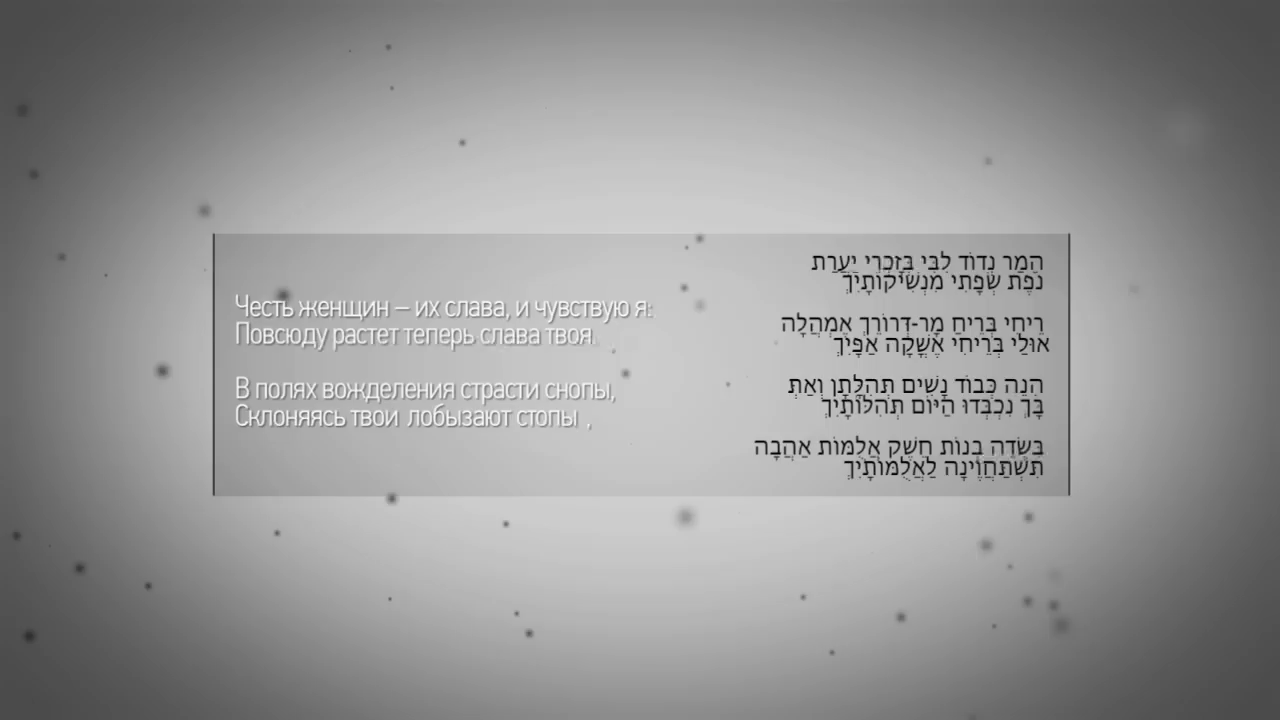 Честь женщин – их слава, и чувствую я:
Повсюду растет теперь слава твоя.
В полях вожделения страсти снопы,
Склоняясь твои лобызают стопы ,
הֲמַר נְדוֹד לִבִּי בְּזָכְרִי יַעְרַת
נֹפֶת שְׂפָתִי מִנְּשִׁיקוֹתָיִךְ
רֵיחִי בְּרֵיחַ מָר-דְּרוֹרֵךְ אֶמְהֲלָה
אוּלַי בְּרֵיחִי אֶשֳּׁקָה אַפָּיִךְ
הִנֵּה כְּבוֹד נָשִׁים תְּהִלָּתָן וְאַתְּ
בָּךְ נִכְבְּדוּ הַיּוֹם תְּהִלּוֹתָיִךְ
בִּשְׂדֵה בְנוֹת חֵשֶׁק אֲלֻמּוֹת אַהֲבָה
תִּשְׁתַּחֲוֶינָה לַאֲלֻמּוֹתָיִךְ